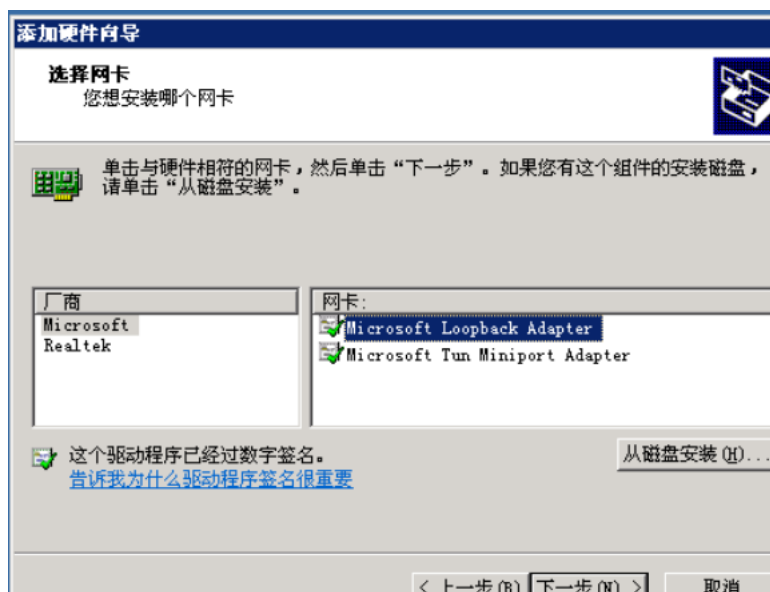 添加硬件向导
选择网卡
您想安装哪个网卡
单击与硬件相符的网卡，然后单击“下一步”。如果您有这个组件的安装磁盘，
请单击“从磁盘安装”。
厂商
Microsoft
Realtek
网卡:
Microsoft Loopback Adapter
Microsoft Tun Miniport Adapter
这个驱动程序已经过数字签名。
告诉我为什么驱动程序签名很重要
从磁盘安装(H)...
< 上一步(B)
下一步(N) >
取消